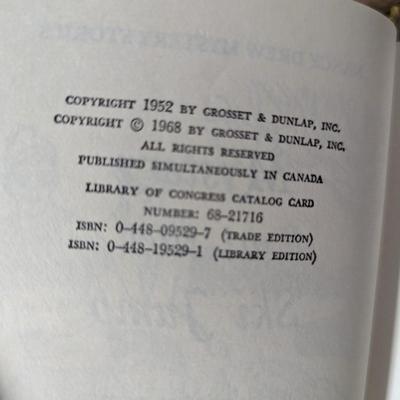 COPYRIGHT 1952 BY GROSSET & DUNLAP, INC.
COPYRIGHT © 1968 BY GROSSET & DUNLAP, INC.
ALL RIGHTS RESERVED
PUBLISHED SIMULTANEOUSLY IN CANADA
LIBRARY OF CONGRESS CATALOG CARD
NUMBER: 68-21716
ISBN: 0-448-09529-7 (TRADE EDITION)
ISBN: 0-448-19529-1 (LIBRARY EDITION)